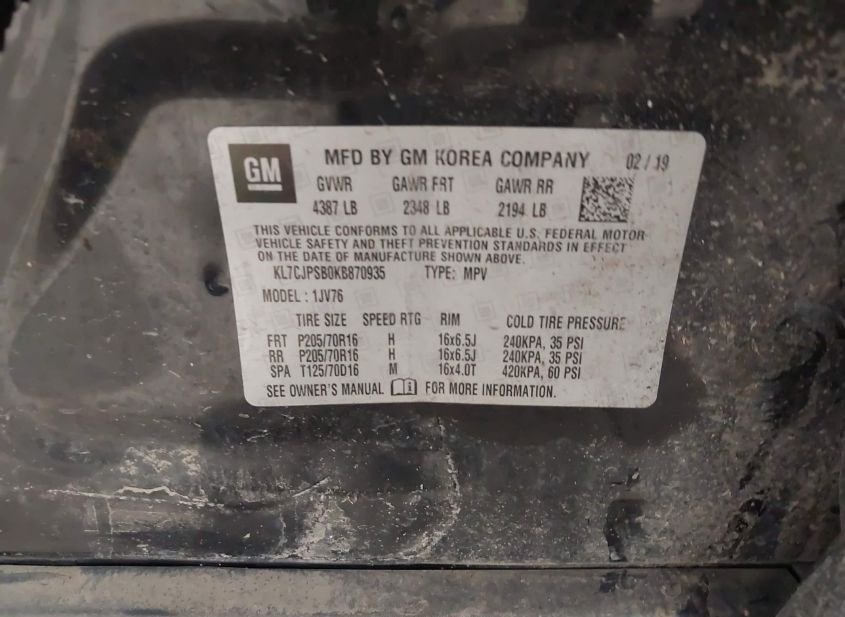 GM MFD BY GM KOREA COMPANY 02 / 19
GVWR GAWR FRT GAWR RR
4387 LB 2348 LB 2194 LB
THIS VEHICLE CONFORMS TO ALL APPLICABLE U.S. FEDERAL MOTOR
VEHICLE SAFETY AND THEFT PREVENTION STANDARDS IN EFFECT
ON THE DATE OF MANUFACTURE SHOWN ABOVE.
KL7CJPSB0KB870935 TYPE: MPV
MODEL : 1JV76
TIRE SIZE SPEED RTG RIM COLD TIRE PRESSURE
FRT P205/70R16 H 16x6.5J 240KPA, 35 PSI
RR P205/70R16 H 16x6.5J 240KPA, 35 PSI
SPA T125/70D16 M 16x4.0T 420KPA, 60 PSI
SEE OWNER'S MANUAL FOR MORE INFORMATION.